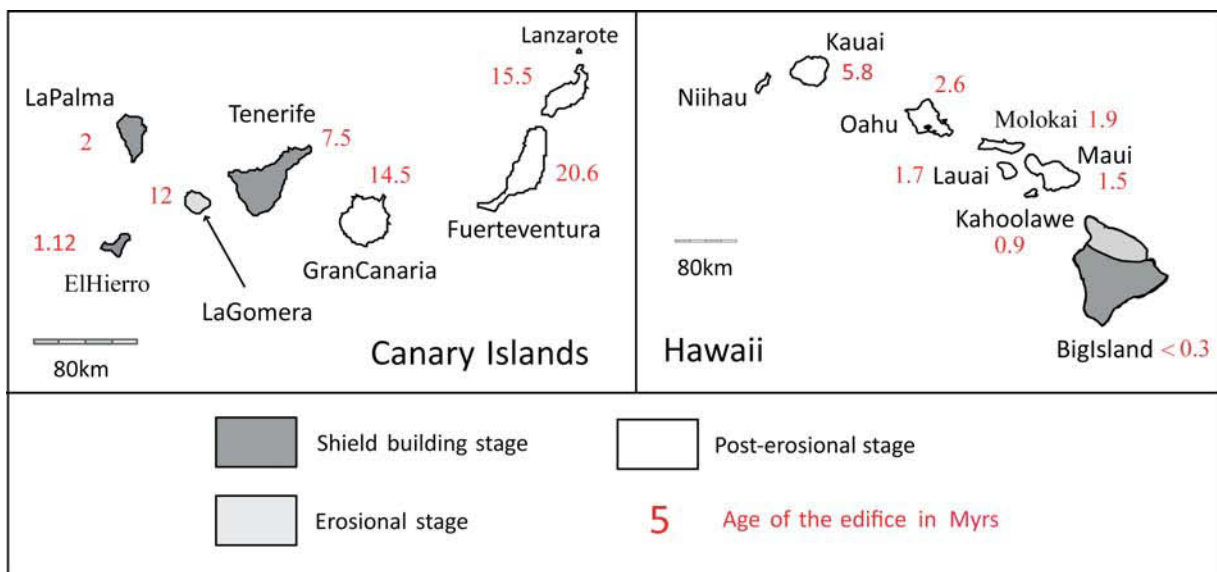 Lanzarote
15.5
LaPalma
2
Tenerife
7.5
12
14.5
20.6
Fuerteventura
1.12
ElHierro
GranCanaria
LaGomera
80km
Canary Islands
Kauai
5.8
Niihau
2.6
Oahu
Molokai 1.9
Maui
1.7 Lauai
1.5
Kahoolawe
0.9
80km
Hawaii
BigIsland < 0.3
Shield building stage
Post-erosional stage
Erosional stage
5 Age of the edifice in Myrs